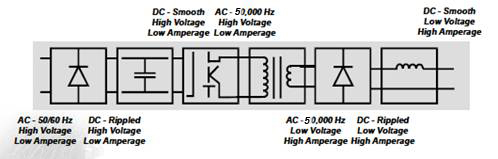 DC - Smooth
High Voltage
Low Amperage
AC - 50,000 Hz
High Voltage
Low Amperage
DC - Smooth
Low Voltage
High Amperage
AC - 50/60 Hz
High Voltage
Low Amperage
DC - Rippled
High Voltage
Low Amperage
AC - 50,000 Hz
Low Voltage
High Amperage
DC - Rippled
Low Voltage
High Amperage